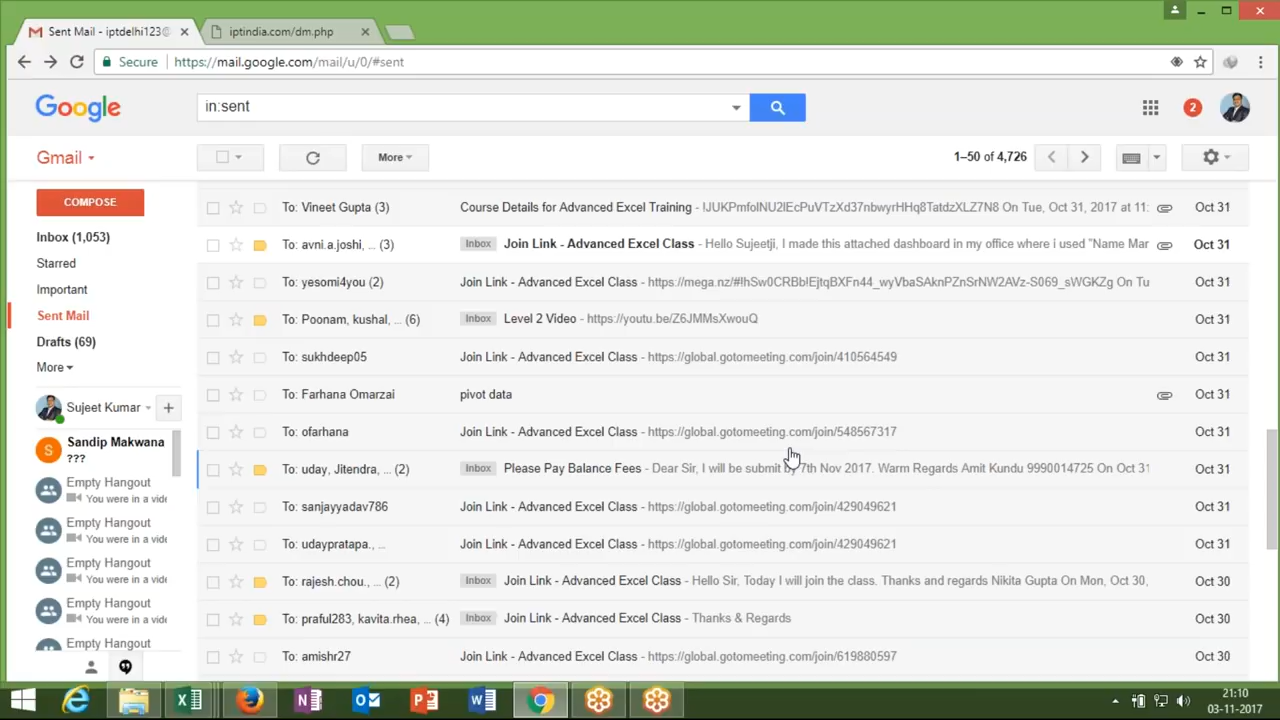 Sent Mail - iptdelhi123@
iptindia.com/dm.php
Secure
https://mail.google.com/mail/u/0/#sent
Google
in:sent
2
Gmail
More
1–50 of 4,726
COMPOSE
Inbox (1,053)
Starred
Important
Sent Mail
Drafts (69)
More
Sujeet Kumar
Sandip Makwana
???
Empty Hangout
You were in a vide
Empty Hangout
You were in a vide
Empty Hangout
You were in a vide
Empty Hangout
You were in a vide
Empty Hangout
To: Vineet Gupta (3) Course Details for Advanced Excel Training - On Tue, Oct 31, 2017 at 11: Oct 31
To: avni.a.joshi, ... (3) Inbox Join Link - Advanced Excel Class - Hello Sujeetji, I made this attached dashboard in my office where i used "Name Mar Oct 31
To: yesomi4you (2) Join Link - Advanced Excel Class - On Tu Oct 31
To: Poonam, kushal, ... (6) Inbox Level 2 Video - https://youtu.be/Z6JMMsXwouQ Oct 31
To: sukhdeep05 Join Link - Advanced Excel Class - https://global.gotomeeting.com/join/410564549 Oct 31
To: Farhana Omarzai pivot data Oct 31
To: ofarhana Join Link - Advanced Excel Class - https://global.gotomeeting.com/join/548567317 Oct 31
To: uday, Jitendra, ... (2) Inbox Please Pay Balance Fees - Dear Sir, I will be submit by 7th Nov 2017. Warm Regards Amit Kundu 9990014725 On Oct 31 Oct 31
To: sanjayyadav786 Join Link - Advanced Excel Class - https://global.gotomeeting.com/join/429049621 Oct 31
To: udaypratapa., ... Join Link - Advanced Excel Class - https://global.gotomeeting.com/join/429049621 Oct 31
To: rajesh.chou., ... (2) Inbox Join Link - Advanced Excel Class - Hello Sir, Today I will join the class. Thanks and regards Nikita Gupta On Mon, Oct 30, Oct 30
To: praful283, kavita.rhea, ... (4) Inbox Join Link - Advanced Excel Class - Thanks & Regards Oct 30
To: amishr27 Join Link - Advanced Excel Class - https://global.gotomeeting.com/join/619880597 Oct 30
21:10
03-11-2017